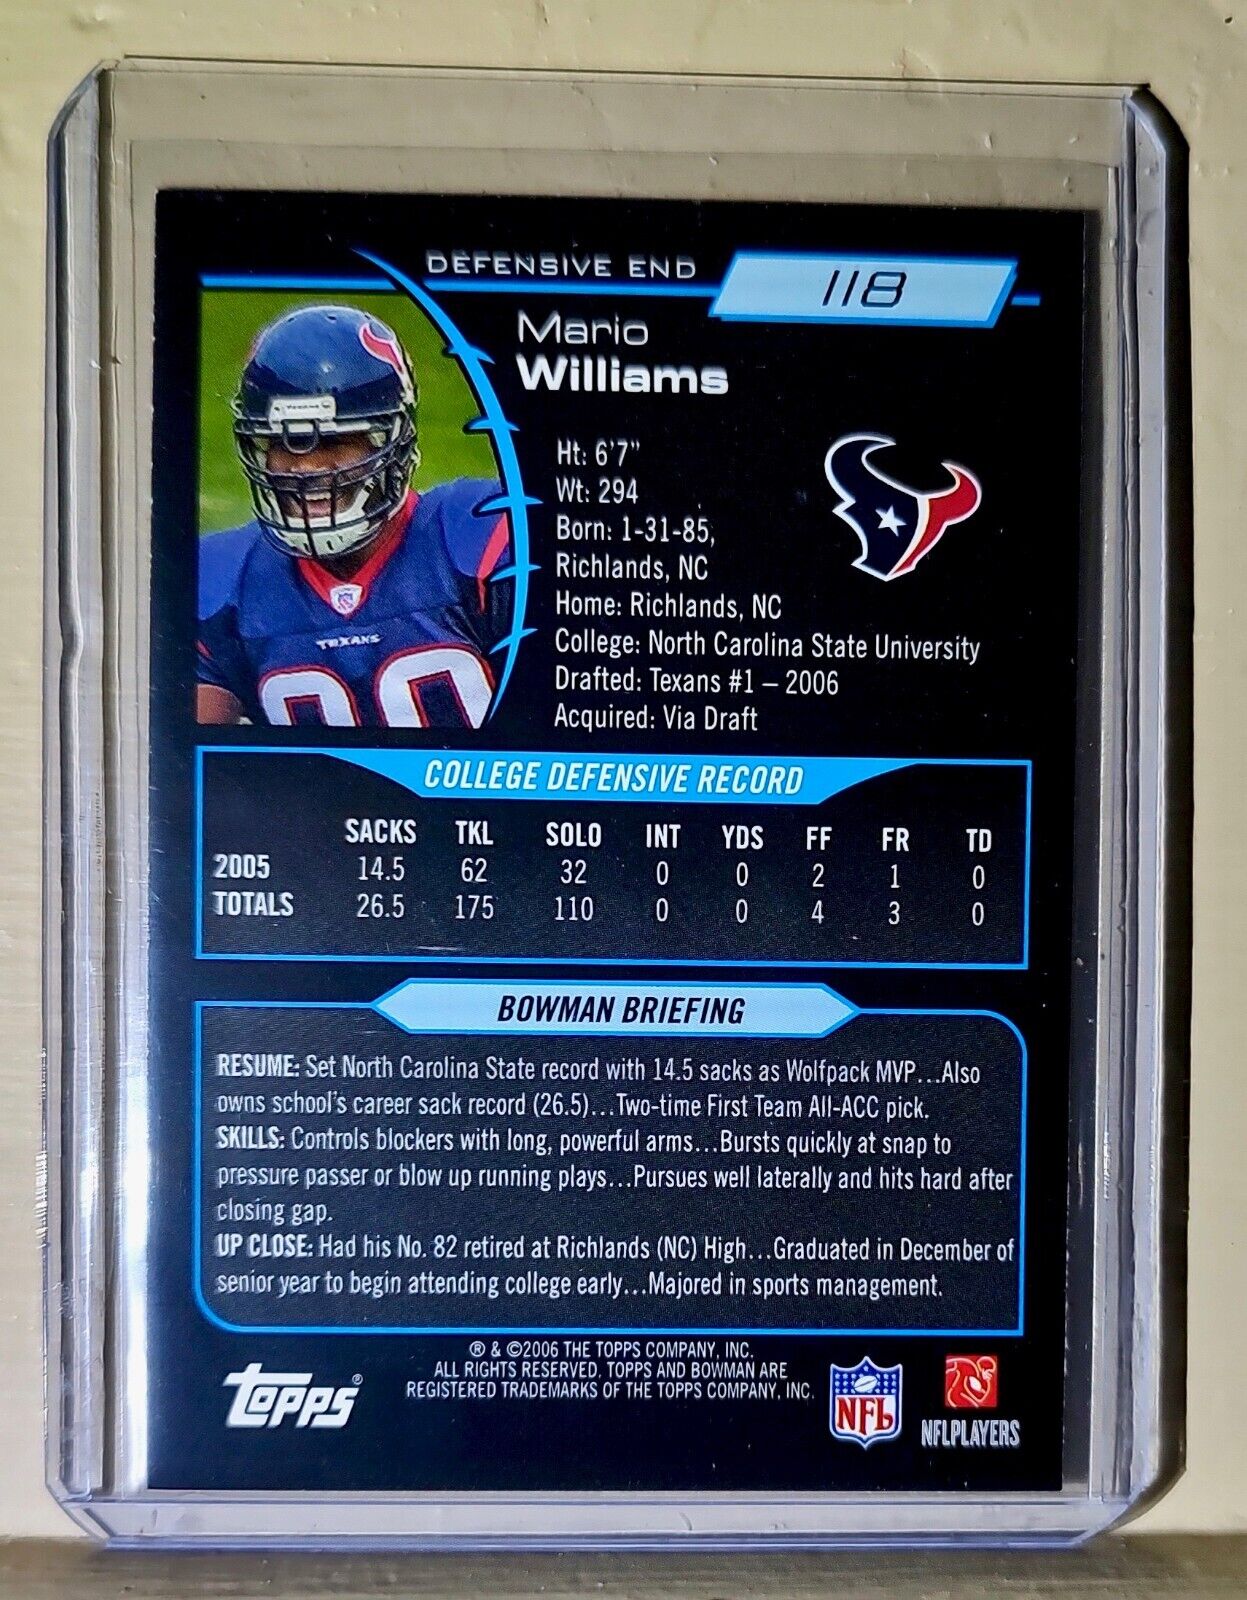 DEFENSIVE END
118
Mario
Williams
TEXANS
Ht: 6'7"
Wt: 294
Born: 1-31-85,
Richlands, NC
Home: Richlands, NC
College: North Carolina State University
Drafted: Texans #1 – 2006
Acquired: Via Draft
COLLEGE DEFENSIVE RECORD
SACKS TKL SOLO INT YDS FF FR TD
2005 14.5 62 32 0 0 2 1 0
TOTALS 26.5 175 110 0 0 4 3 0
BOWMAN BRIEFING
RESUME: Set North Carolina State record with 14.5 sacks as Wolfpack MVP...Also
owns school's career sack record (26.5)...Two-time First Team All-ACC pick.
SKILLS: Controls blockers with long, powerful arms...Bursts quickly at snap to
pressure passer or blow up running plays...Pursues well laterally and hits hard after
closing gap.
UP CLOSE: Had his No. 82 retired at Richlands (NC) High...Graduated in December of
senior year to begin attending college early...Majored in sports management.
® & ©2006 THE TOPPS COMPANY, INC.
ALL RIGHTS RESERVED. TOPPS AND BOWMAN ARE
REGISTERED TRADEMARKS OF THE TOPPS COMPANY, INC.
Topps®
NFL
NFLPLAYERS